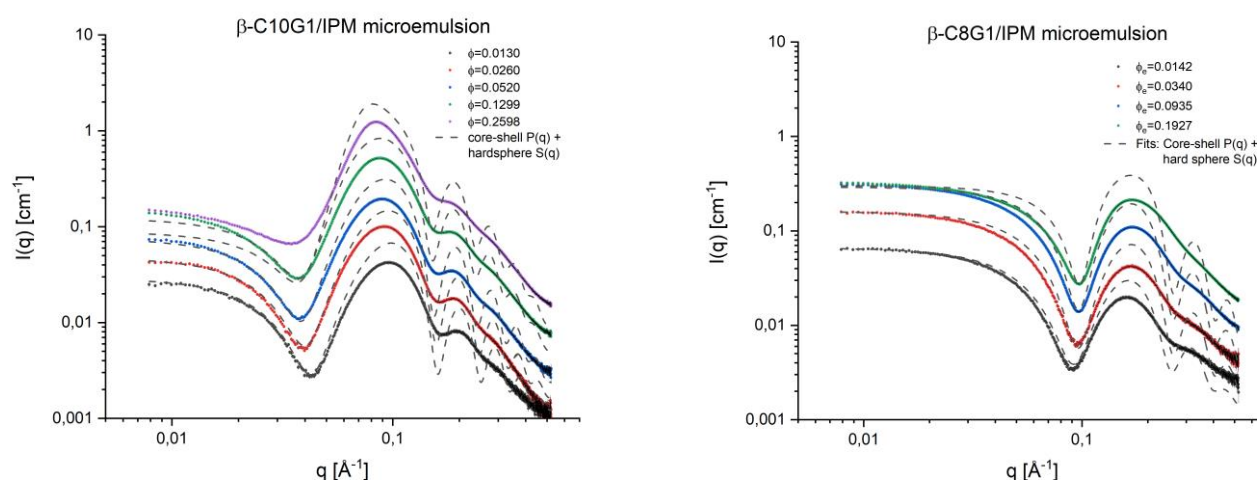 β-C10G1/IPM microemulsion
10
1
0,1
0,01
0,001
I(q) [cm⁻¹]
0,01
0,1
q [Å⁻¹]
ϕ=0.0130
ϕ=0.0260
ϕ=0.0520
ϕ=0.1299
ϕ=0.2598
core-shell P(q) +
hardsphere S(q)
β-C8G1/IPM microemulsion
10
1
0,1
0,01
0,001
I(q) [cm⁻¹]
0,01
0,1
q [Å⁻¹]
ϕₑ=0.0142
ϕₑ=0.0340
ϕₑ=0.0935
ϕₑ=0.1927
Fits: Core-shell P(q) +
hard sphere S(q)